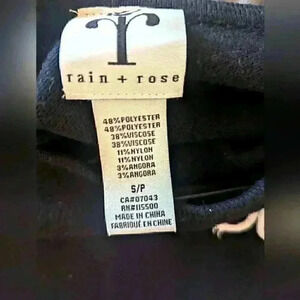 rain + rose
48%POLYESTER
48%POLYESTER
38%VISCOSE
38%VISCOSE
11%NYLON
11%NYLON
3%ANGORA
3%ANGORA
S/P
CA#07043
RN#115500
MADE IN CHINA
FABRIQUÉ EN CHINE